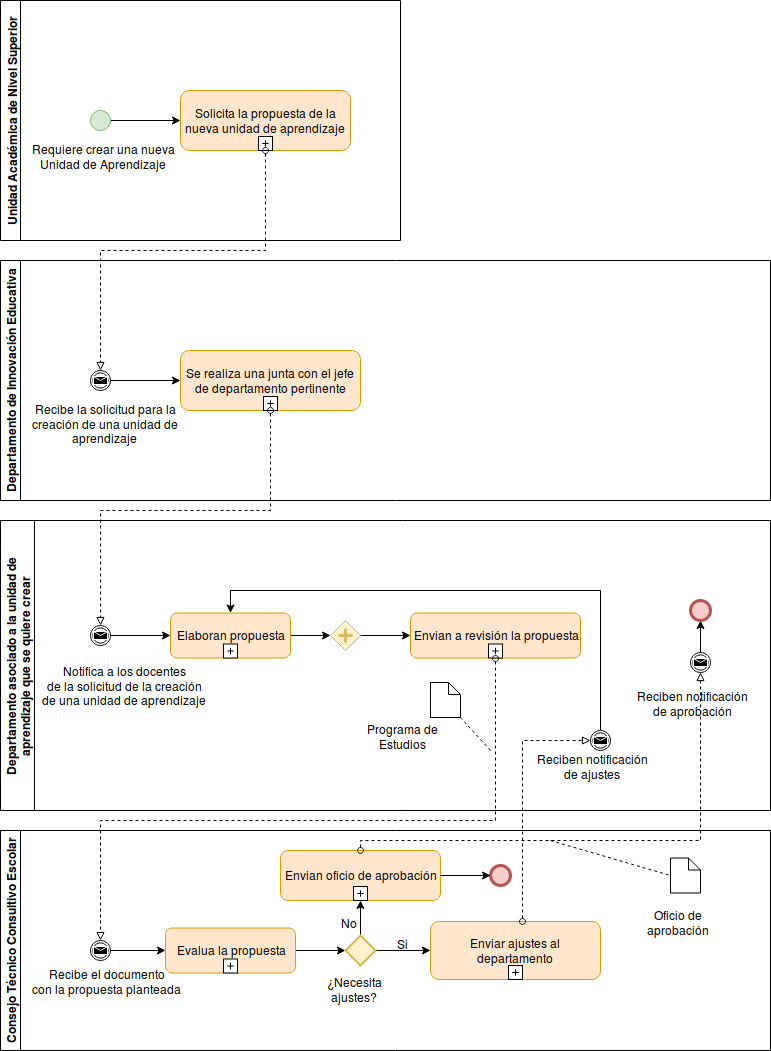 Unidad Académica de Nivel Superior
Solicita la propuesta de la
nueva unidad de aprendizaje
Requiere crear una nueva
Unidad de Aprendizaje
Departamento de Innovación Educativa
Se realiza una junta con el jefe
de departamento pertinente
Recibe la solicitud para la
creación de una unidad de
aprendizaje
Departamento asociado a la unidad de
aprendizaje que se quiere crear
Elaboran propuesta
Envian a revisión la propuesta
Notifica a los docentes
de la solicitud de la creación
de una unidad de aprendizaje
Programa de
Estudios
Reciben notificación
de ajustes
Reciben notificación
de aprobación
Consejo Técnico Consultivo Escolar
Envian oficio de aprobación
Oficio de
aprobación
No
Evalua la propuesta
Si
Enviar ajustes al
departamento
Recibe el documento
con la propuesta planteada
¿Necesita
ajustes?